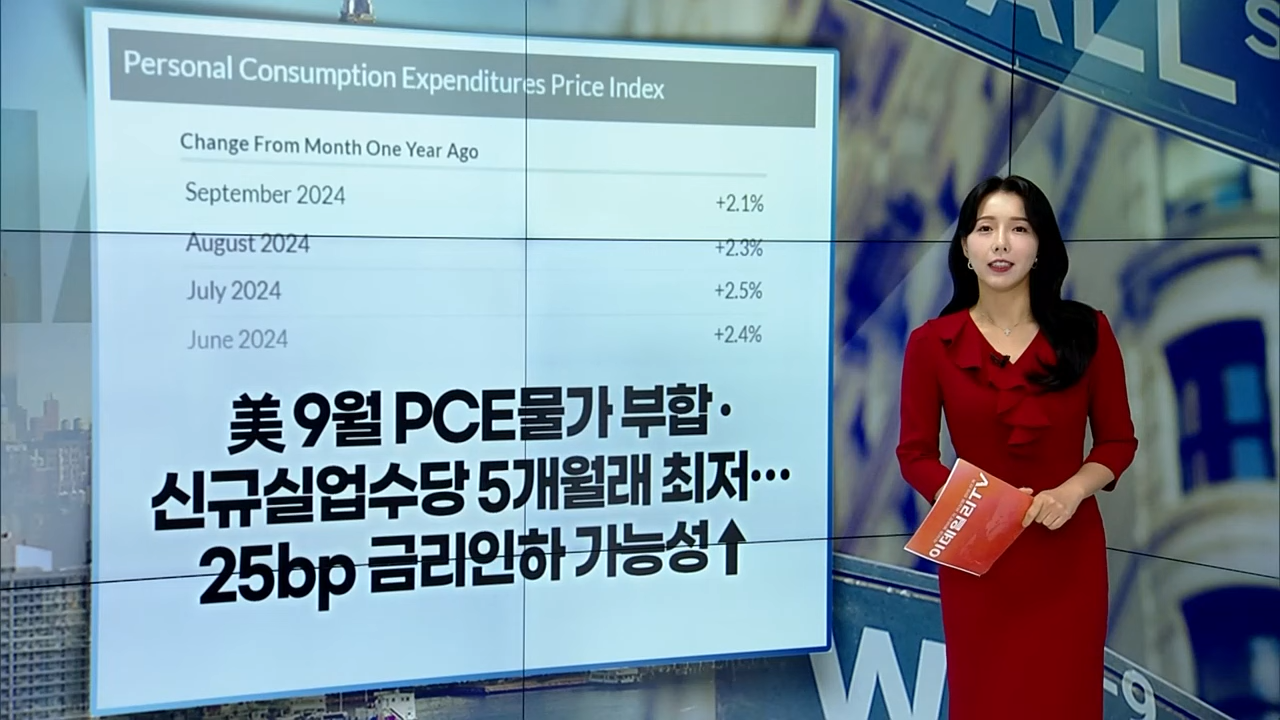 Personal Consumption Expenditures Price Index
Change From Month One Year Ago
September 2024 +2.1%
August 2024 +2.3%
July 2024 +2.5%
June 2024 +2.4%
美 9월 PCE물가 부합·
신규실업수당 5개월래 최저…
25bp 금리인하 가능성↑
이데일리TV
ALL S
W
-9